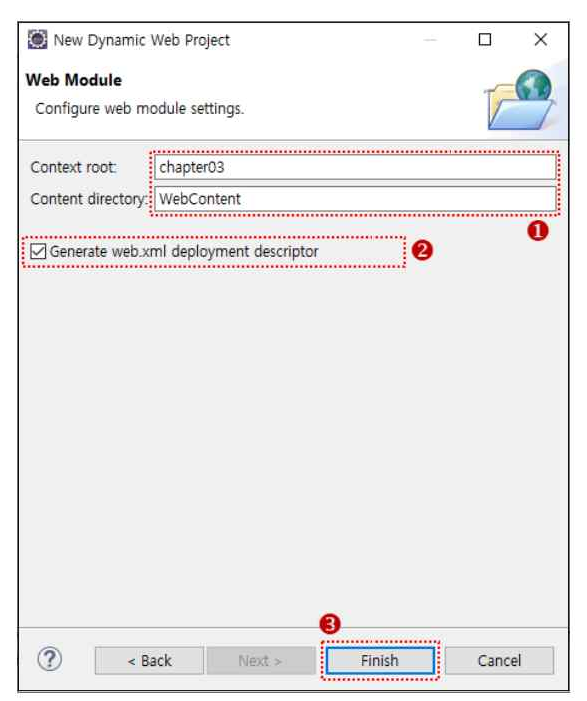 New Dynamic Web Project
Web Module
Configure web module settings.
Context root: chapter03
Content directory: WebContent
❶
Generate web.xml deployment descriptor ❷
❸
? < Back Next > Finish Cancel